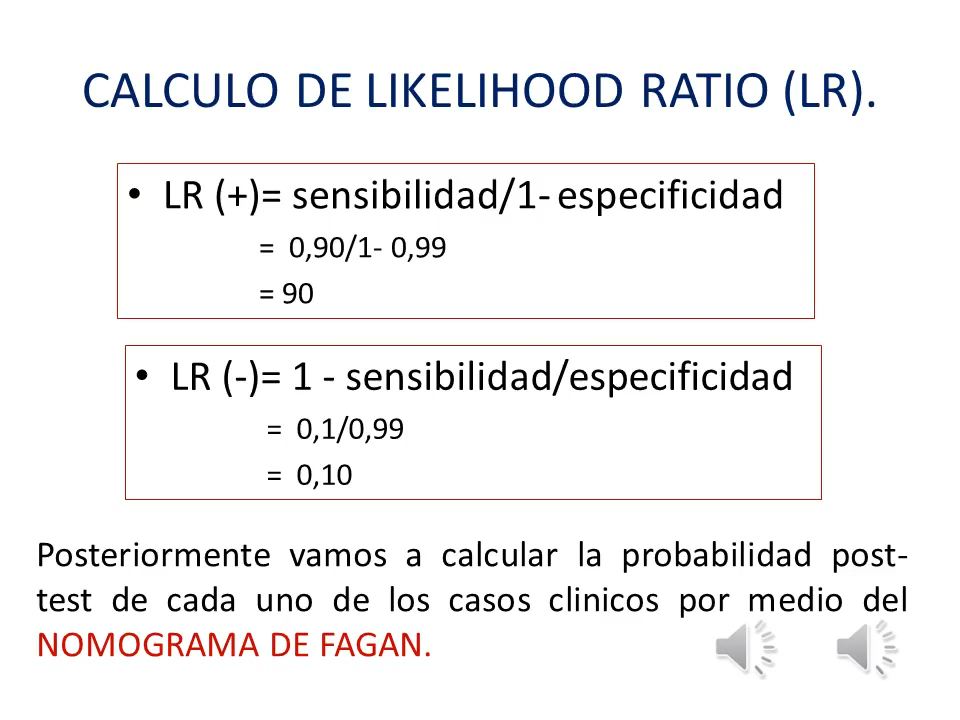 CALCULO DE LIKELIHOOD RATIO (LR).
• LR (+)= sensibilidad/1- especificidad
= 0,90/1- 0,99
= 90
• LR (-)= 1 - sensibilidad/especificidad
= 0,1/0,99
= 0,10
Posteriormente vamos a calcular la probabilidad post-
test de cada uno de los casos clinicos por medio del
NOMOGRAMA DE FAGAN.